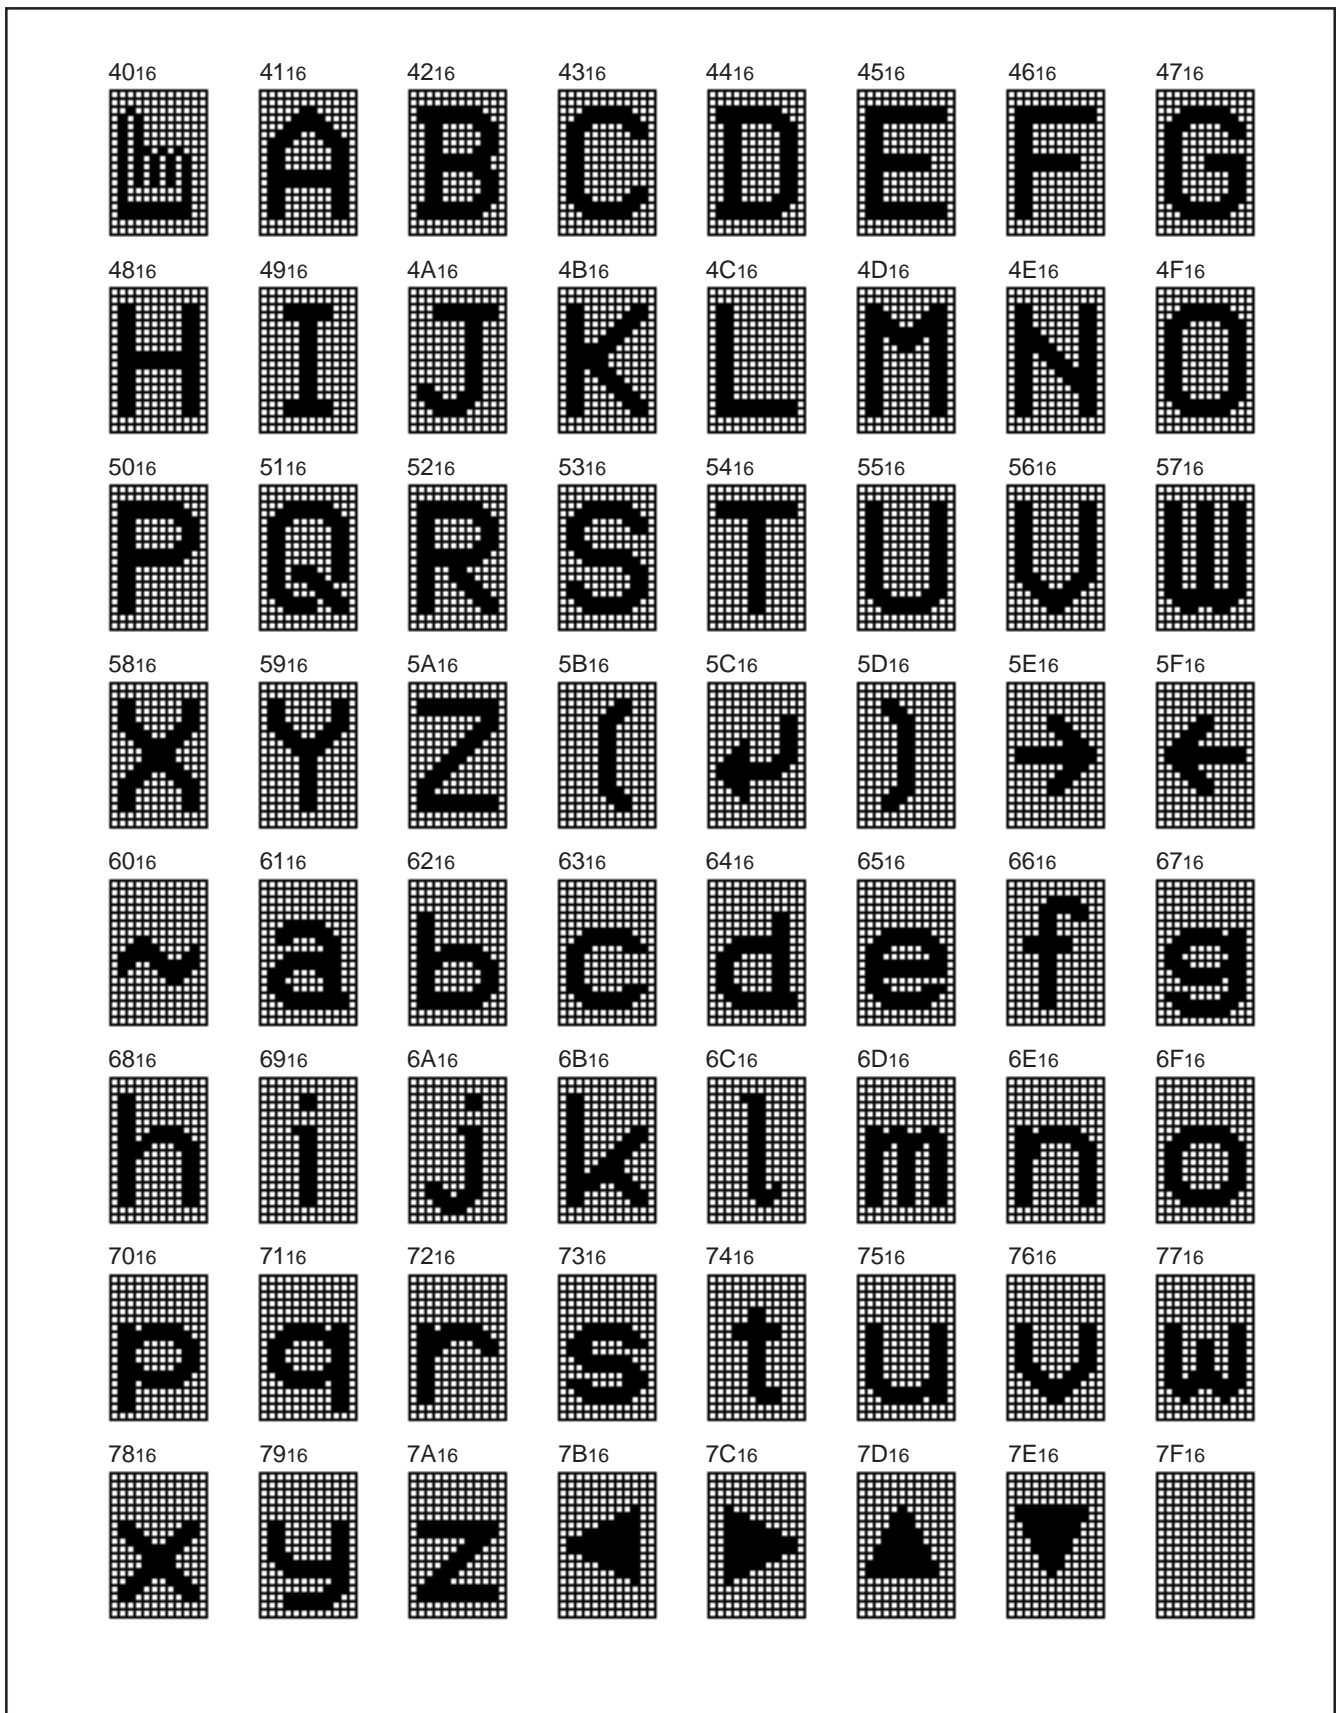 4016 4116 4216 4316 4416 4516 4616 4716
A B C D E F G
4816 4916 4A16 4B16 4C16 4D16 4E16 4F16
H I J K L M N O
5016 5116 5216 5316 5416 5516 5616 5716
P Q R S T U V W
5816 5916 5A16 5B16 5C16 5D16 5E16 5F16
X Y Z ( ↲ ) → ←
6016 6116 6216 6316 6416 6516 6616 6716
~ a b c d e f g
6816 6916 6A16 6B16 6C16 6D16 6E16 6F16
h i j k l m n o
7016 7116 7216 7316 7416 7516 7616 7716
p q r s t u v w
7816 7916 7A16 7B16 7C16 7D16 7E16 7F16
x y z ◀ ▶ ▲ ▼